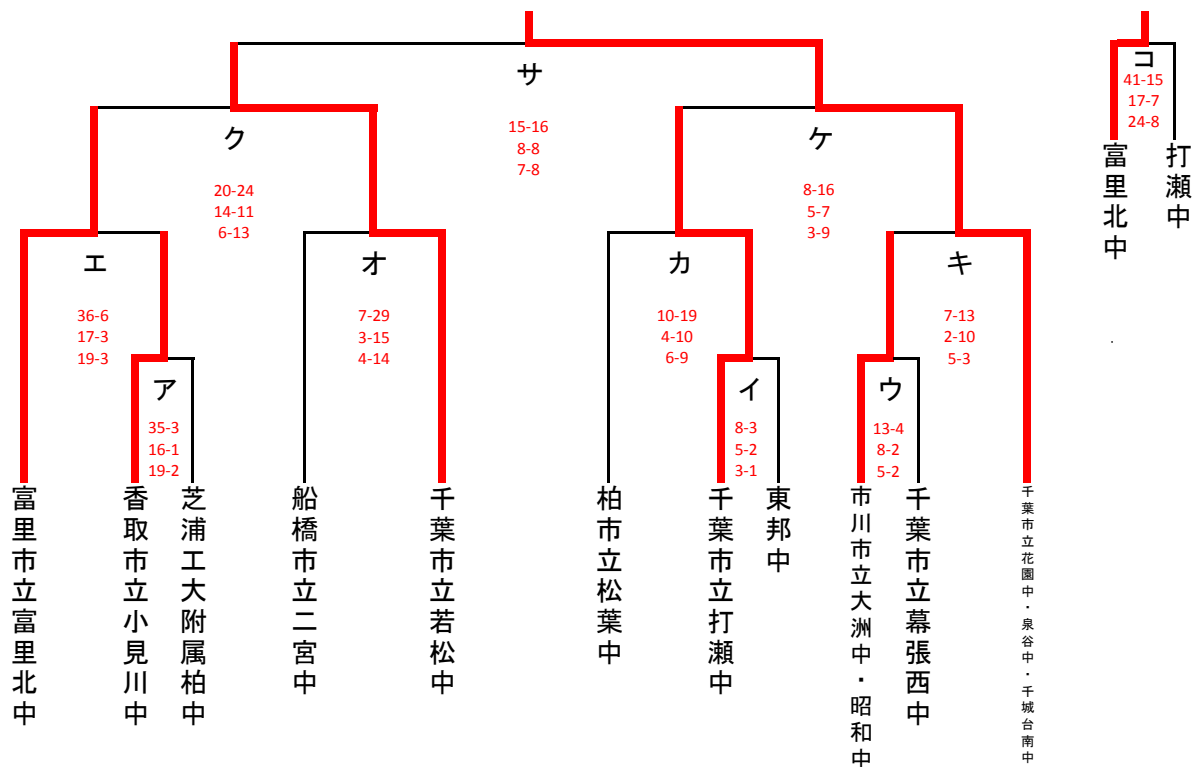 サ
15-16
8-8
7-8
コ
41-15
17-7
24-8
富里北中
打瀬中
ク
20-24
14-11
6-13
ケ
8-16
5-7
3-9
エ
36-6
17-3
19-3
オ
7-29
3-15
4-14
カ
10-19
4-10
6-9
キ
7-13
2-10
5-3
ア
35-3
16-1
19-2
イ
8-3
5-2
3-1
ウ
13-4
8-2
5-2
富里市立富里北中
香取市立小見川中
芝浦工大附属柏中
船橋市立二宮中
千葉市立若松中
柏市立松葉中
千葉市立打瀬中
東邦中
市川市立大洲中・昭和中
千葉市立幕張西中
千葉市立花園中・泉谷中・千城台南中